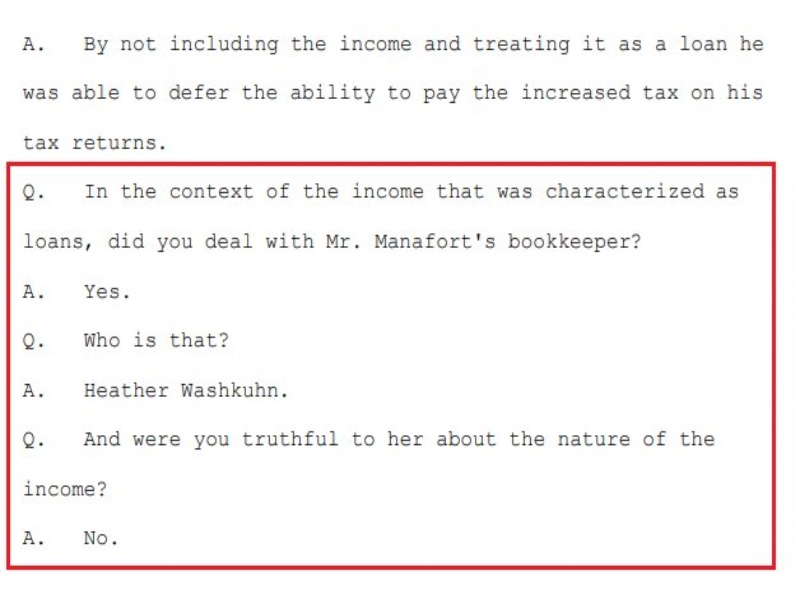 A. By not including the income and treating it as a loan he
was able to defer the ability to pay the increased tax on his
tax returns.
Q. In the context of the income that was characterized as
loans, did you deal with Mr. Manafort's bookkeeper?
A. Yes.
Q. Who is that?
A. Heather Washkuhn.
Q. And were you truthful to her about the nature of the
income?
A. No.